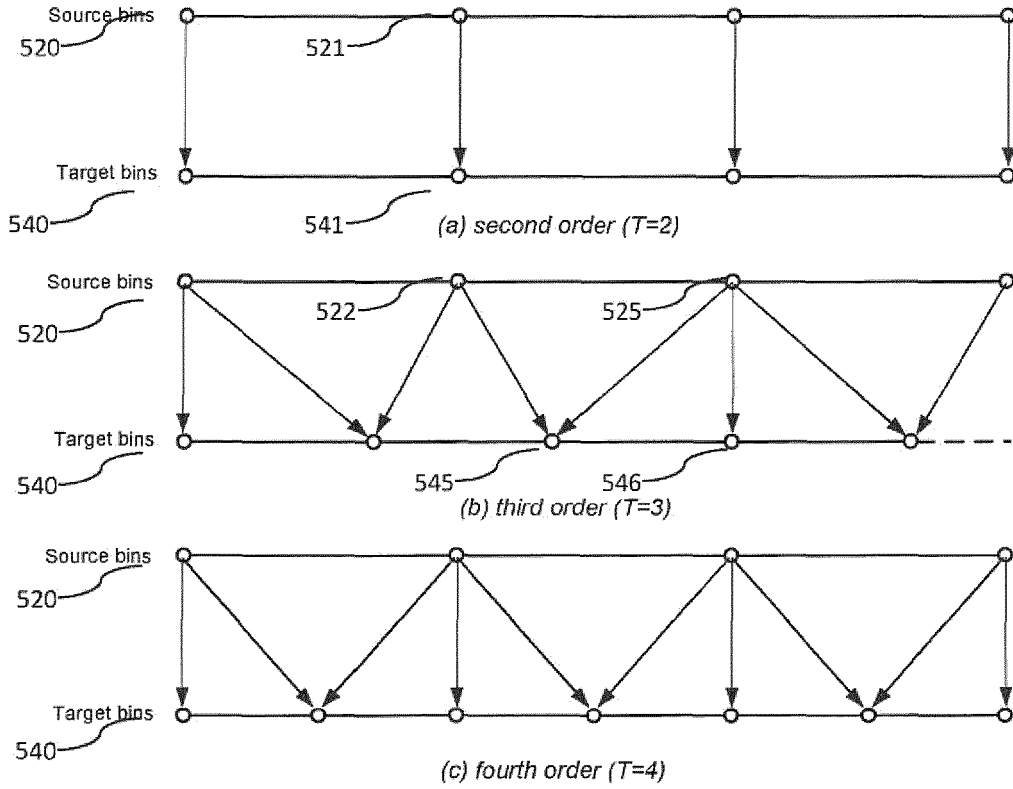 Source bins
520
521
Target bins
540
541
(a) second order (T=2)
Source bins
520
522
525
Target bins
540
545
546
(b) third order (T=3)
Source bins
520
Target bins
540
(c) fourth order (T=4)